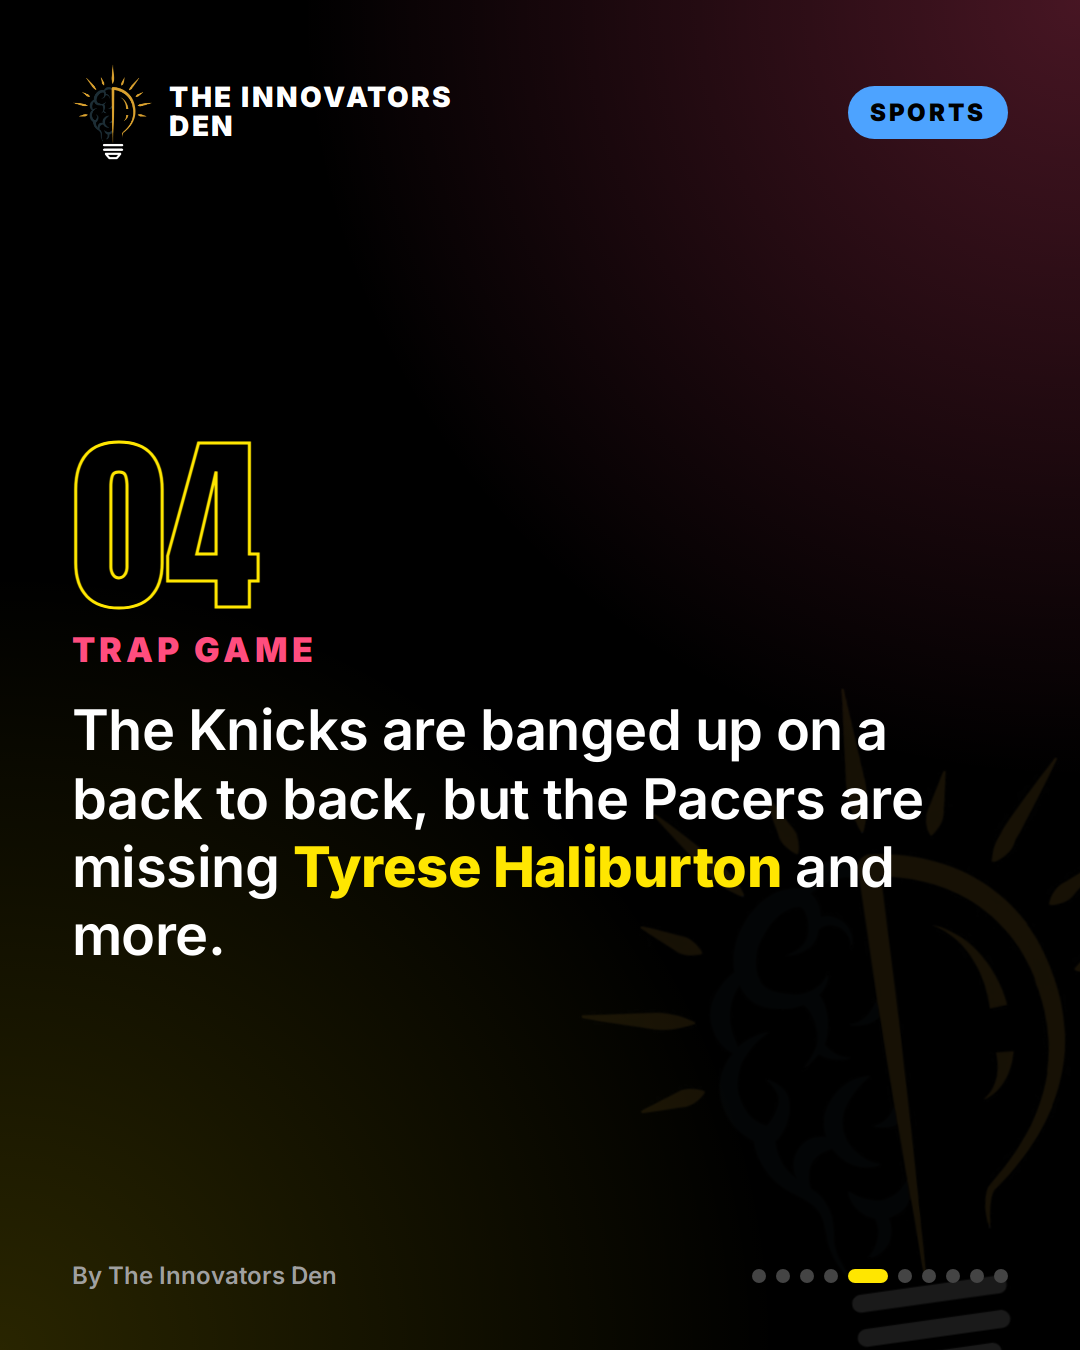 THE INNOVATORS
DEN
SPORTS
04
TRAP GAME
The Knicks are banged up on a
back to back, but the Pacers are
missing Tyrese Haliburton and
more.
By The Innovators Den